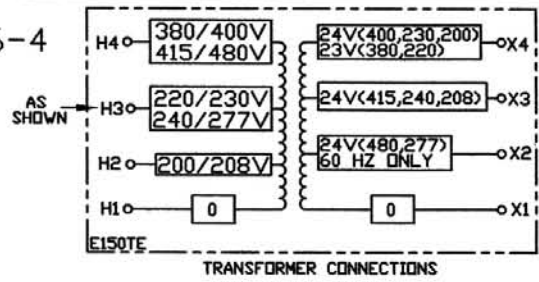 -4
H4
380/400V
415/480V
24V(400,230,200)
23V(380,220)
X4
AS
SHOWN
H3
220/230V
240/277V
24V(415,240,208)
X3
H2
200/208V
24V(480,277)
60 HZ ONLY
X2
H1
0
0
X1
E150TE
TRANSFORMER CONNECTIONS